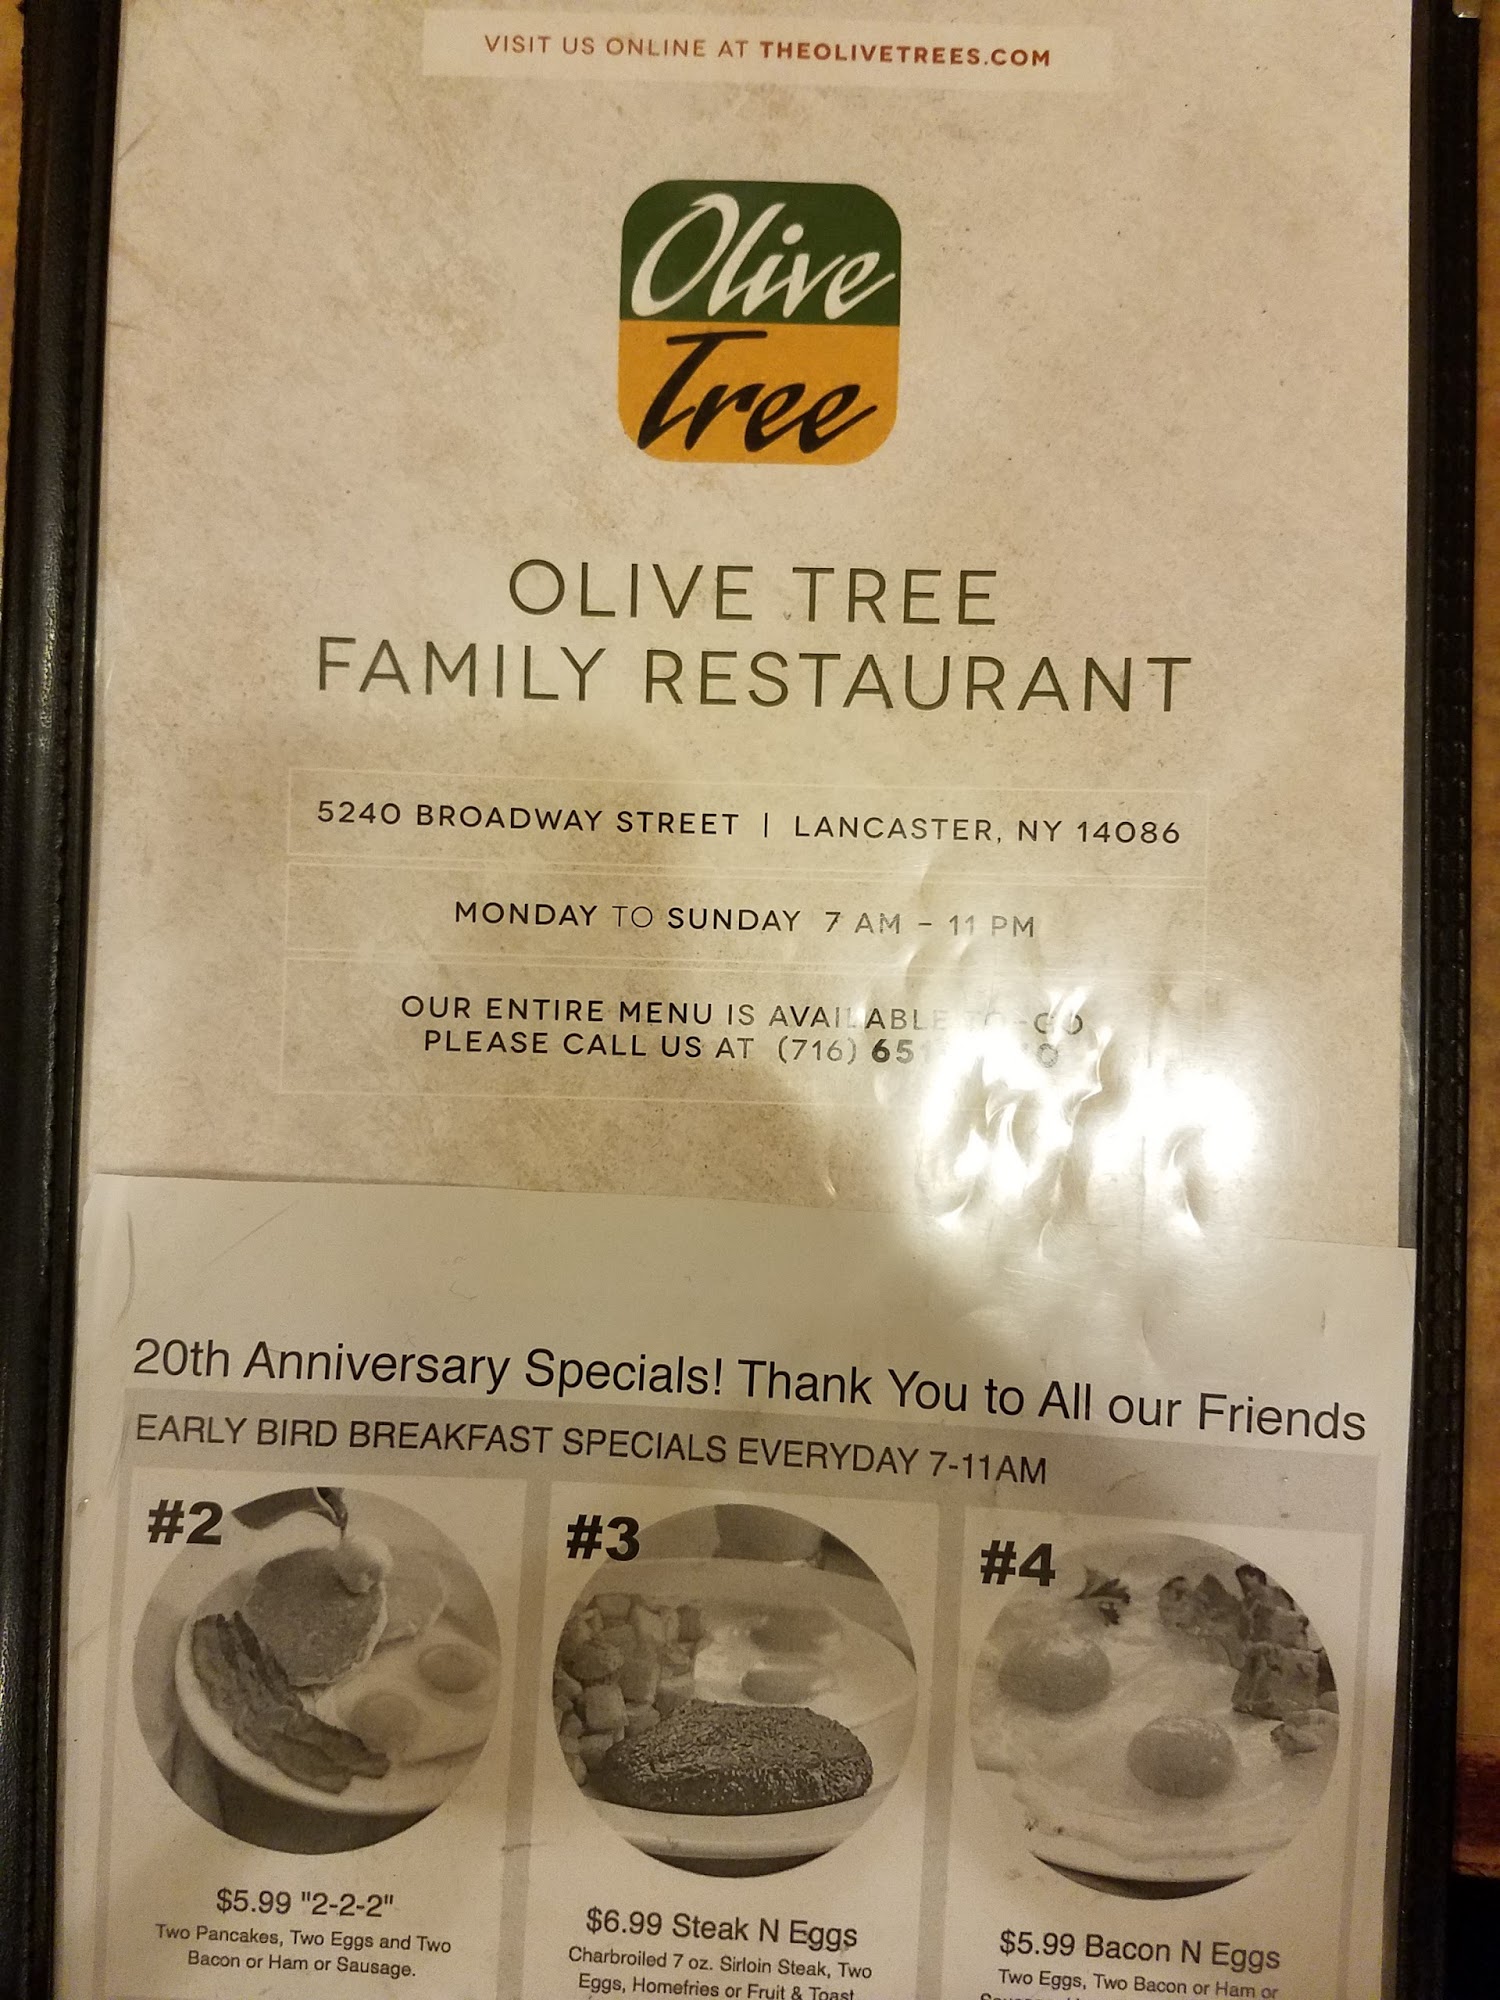 VISIT US ONLINE AT THEOLIVETREES.COM
Olive
Tree
OLIVE TREE
FAMILY RESTAURANT
5240 BROADWAY STREET | LANCASTER, NY 14086
MONDAY TO SUNDAY 7 AM – 11 PM
OUR ENTIRE MENU IS AVAILABLE TO-GO
PLEASE CALL US AT (716)
20th Anniversary Specials! Thank You to All our Friends
EARLY BIRD BREAKFAST SPECIALS EVERYDAY 7-11AM
#2
#3
#4
$5.99 "2-2-2"
Two Pancakes, Two Eggs and Two
Bacon or Ham or Sausage.
$6.99 Steak N Eggs
Charbroiled 7 oz. Sirloin Steak, Two
Eggs, Homefries or Fruit & Toast
$5.99 Bacon N Eggs
Two Eggs, Two Bacon or Ham or